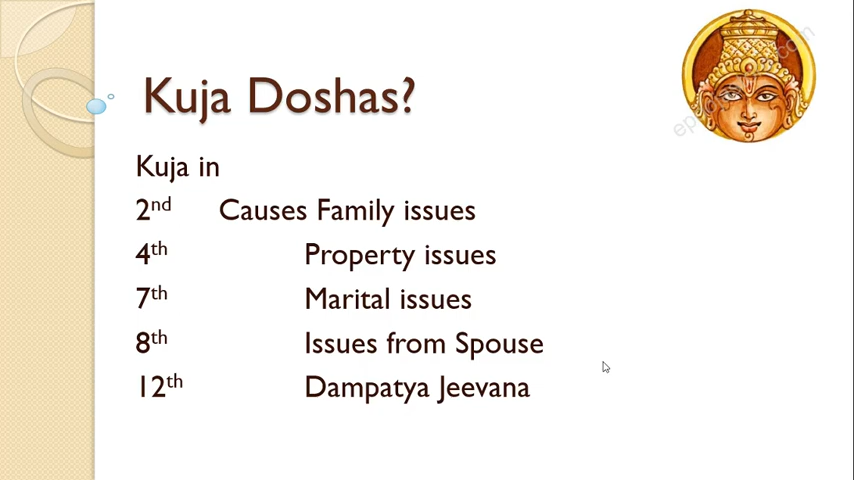 Kuja Doshas?
Kuja in
2nd Causes Family issues
4th Property issues
7th Marital issues
8th Issues from Spouse
12th Dampatya Jeevana